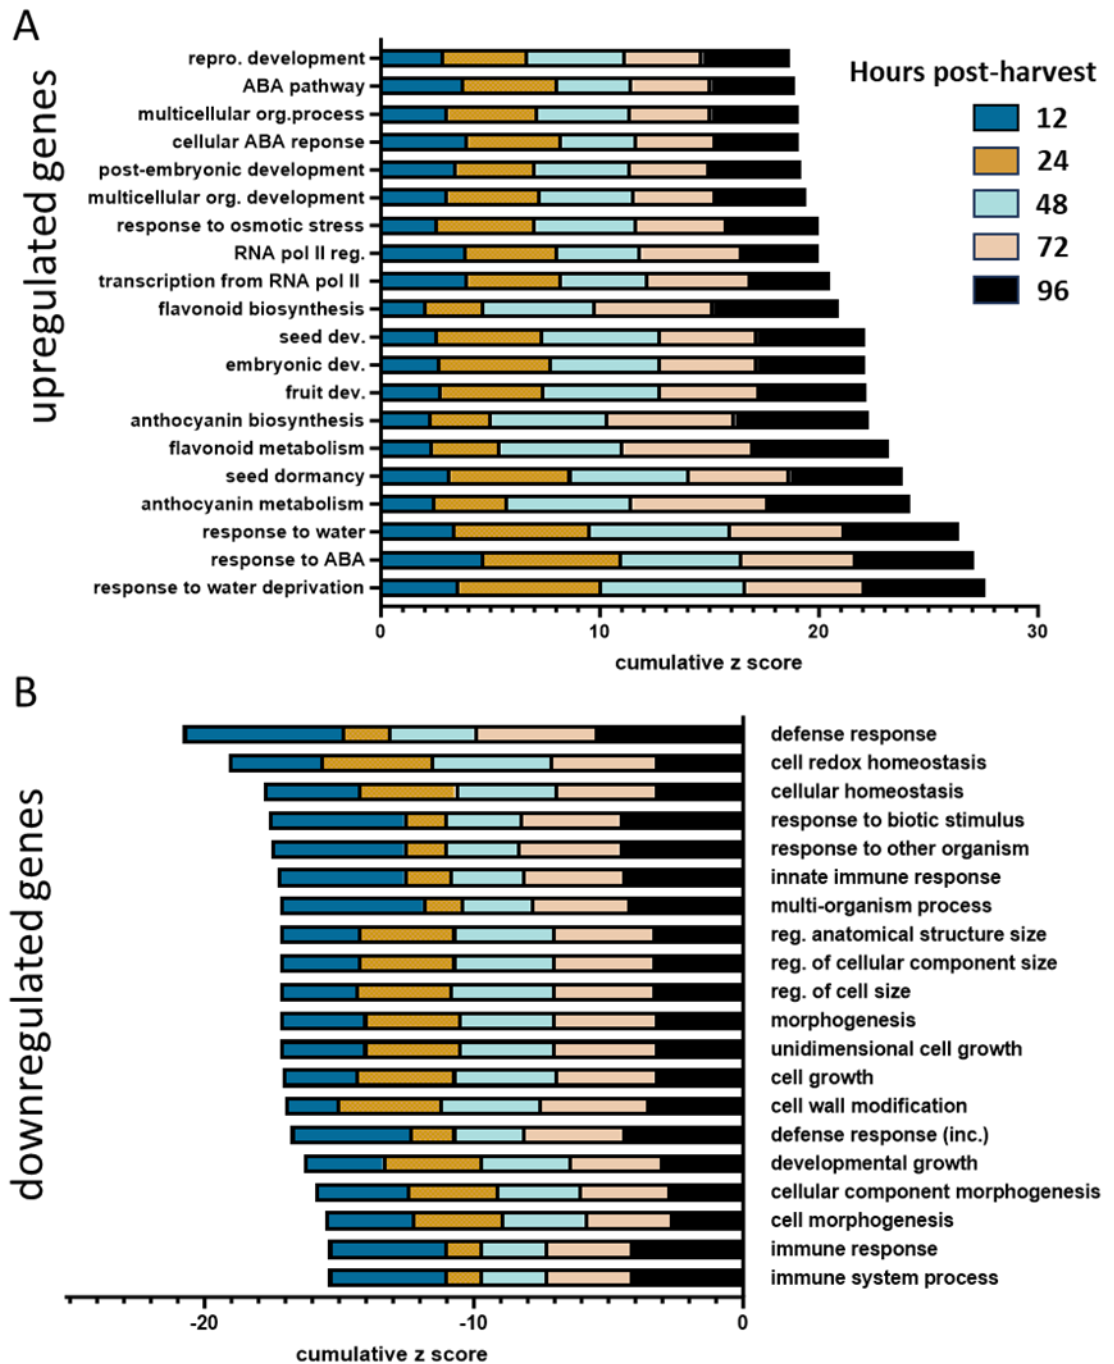 A
upregulated genes
repro. development
ABA pathway
multicellular org.process
cellular ABA reponse
post-embryonic development
multicellular org. development
response to osmotic stress
RNA pol II reg.
transcription from RNA pol II
flavonoid biosynthesis
seed dev.
embryonic dev.
fruit dev.
anthocyanin biosynthesis
flavonoid metabolism
seed dormancy
anthocyanin metabolism
response to water
response to ABA
response to water deprivation
0 10 20 30
cumulative z score
Hours post-harvest
12
24
48
72
96
B
downregulated genes
defense response
cell redox homeostasis
cellular homeostasis
response to biotic stimulus
response to other organism
innate immune response
multi-organism process
reg. anatomical structure size
reg. of cellular component size
reg. of cell size
morphogenesis
unidimensional cell growth
cell growth
cell wall modification
defense response (inc.)
developmental growth
cellular component morphogenesis
cell morphogenesis
immune response
immune system process
-20 -10 0
cumulative z score